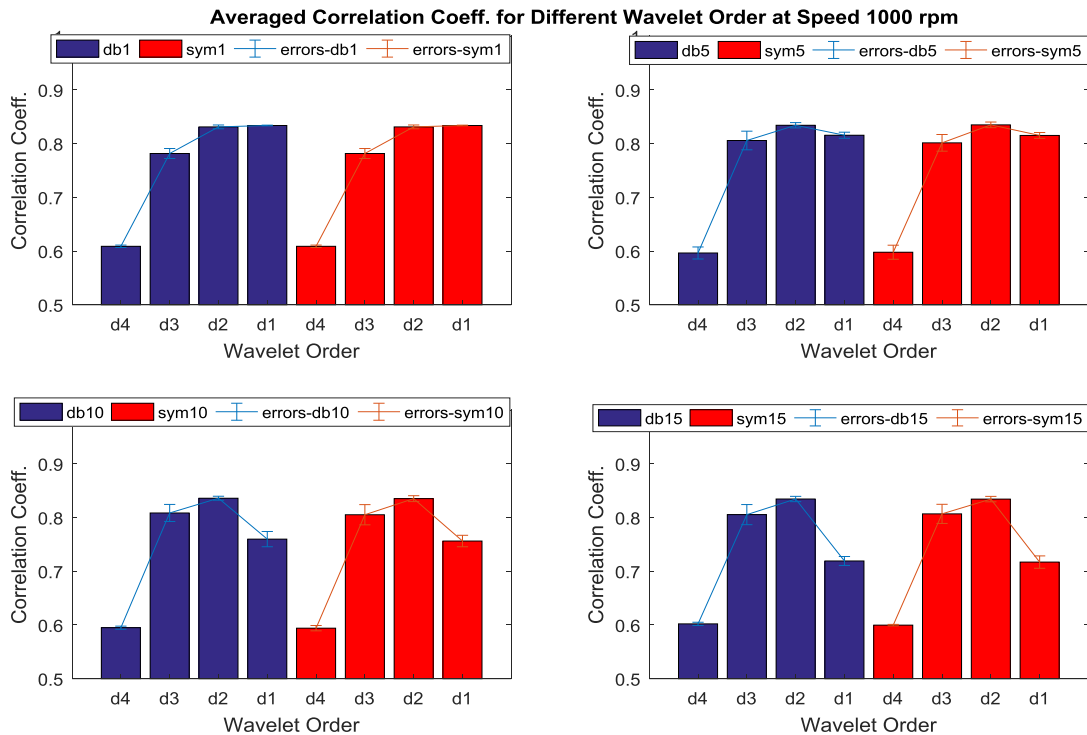 Averaged Correlation Coeff. for Different Wavelet Order at Speed 1000 rpm
db1 sym1 errors-db1 errors-sym1
0.9
0.8
0.7
0.6
0.5
Correlation Coeff.
d4 d3 d2 d1 d4 d3 d2 d1
Wavelet Order
db5 sym5 errors-db5 errors-sym5
0.9
0.8
0.7
0.6
0.5
Correlation Coeff.
d4 d3 d2 d1 d4 d3 d2 d1
Wavelet Order
db10 sym10 errors-db10 errors-sym10
0.9
0.8
0.7
0.6
0.5
Correlation Coeff.
d4 d3 d2 d1 d4 d3 d2 d1
Wavelet Order
db15 sym15 errors-db15 errors-sym15
0.9
0.8
0.7
0.6
0.5
Correlation Coeff.
d4 d3 d2 d1 d4 d3 d2 d1
Wavelet Order